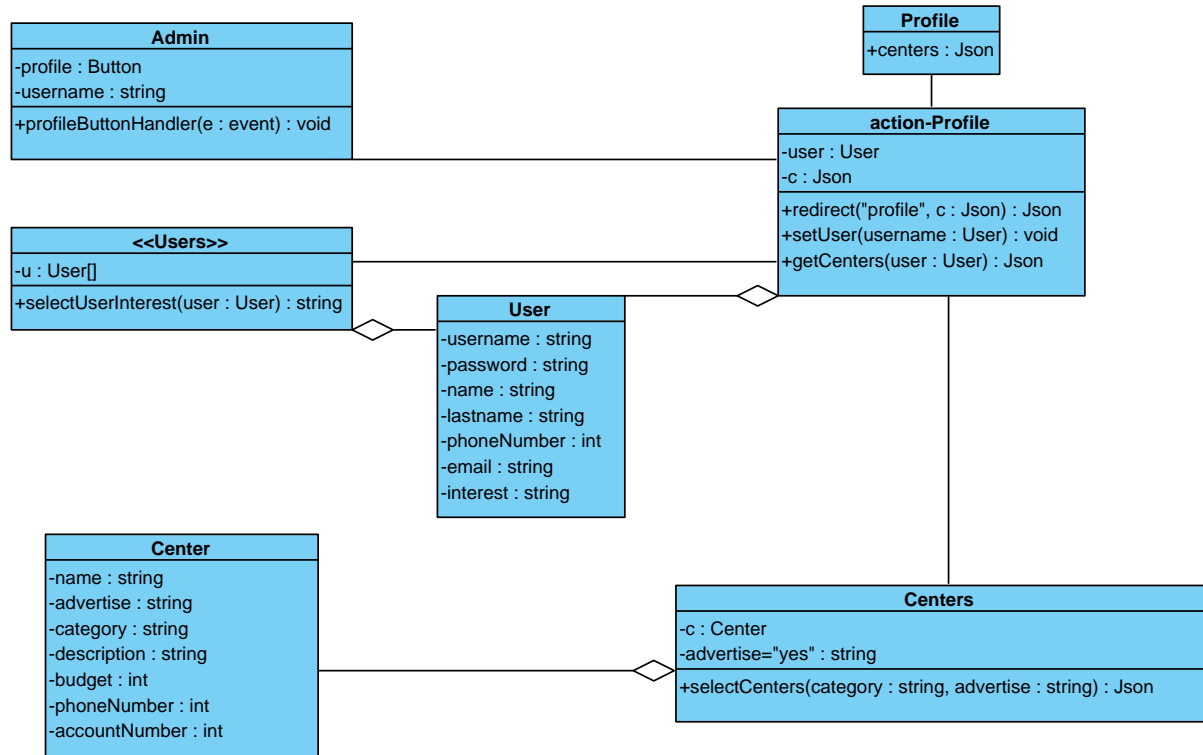 Admin
-profile : Button
-username : string
+profileButtonHandler(e : event) : void
Profile
+centers : Json
action-Profile
-user : User
-c : Json
+redirect("profile", c : Json) : Json
+setUser(username : User) : void
+getCenters(user : User) : Json
<<Users>>
-u : User[]
+selectUserInterest(user : User) : string
User
-username : string
-password : string
-name : string
-lastname : string
-phoneNumber : int
-email : string
-interest : string
Center
-name : string
-advertise : string
-category : string
-description : string
-budget : int
-phoneNumber : int
-accountNumber : int
Centers
-c : Center
-advertise="yes" : string
+selectCenters(category : string, advertise : string) : Json